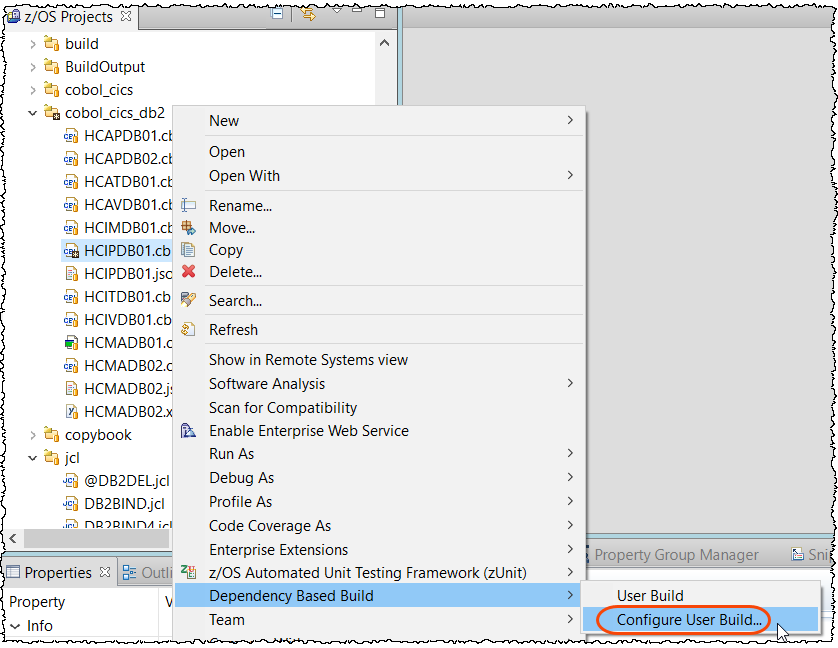 z/OS Projects
build
BuildOutput
cobol_cics
cobol_cics_db2
HCAPDB01.cb
HCAPDB02.cb
HCATDB01.cb
HCAVDB01.cb
HCIMDB01.cb
HCIPDB01.cb
HCIPDB01.jso
HCITDB01.cb
HCIVDB01.cb
HCMADB01.c
HCMADB02.c
HCMADB02.js
HCMADB02.x
copybook
jcl
@DB2DEL.jcl
DB2BIND.jcl
DB2BIND4.jcl
New
Open
Open With
Rename...
Move...
Copy
Delete...
Search...
Refresh
Show in Remote Systems view
Software Analysis
Scan for Compatibility
Enable Enterprise Web Service
Run As
Debug As
Profile As
Code Coverage As
Enterprise Extensions
z/OS Automated Unit Testing Framework (zUnit)
Dependency Based Build
Team
User Build
Configure User Build...
Property Group Manager
Sni
Properties
Outli
Property
V
Info